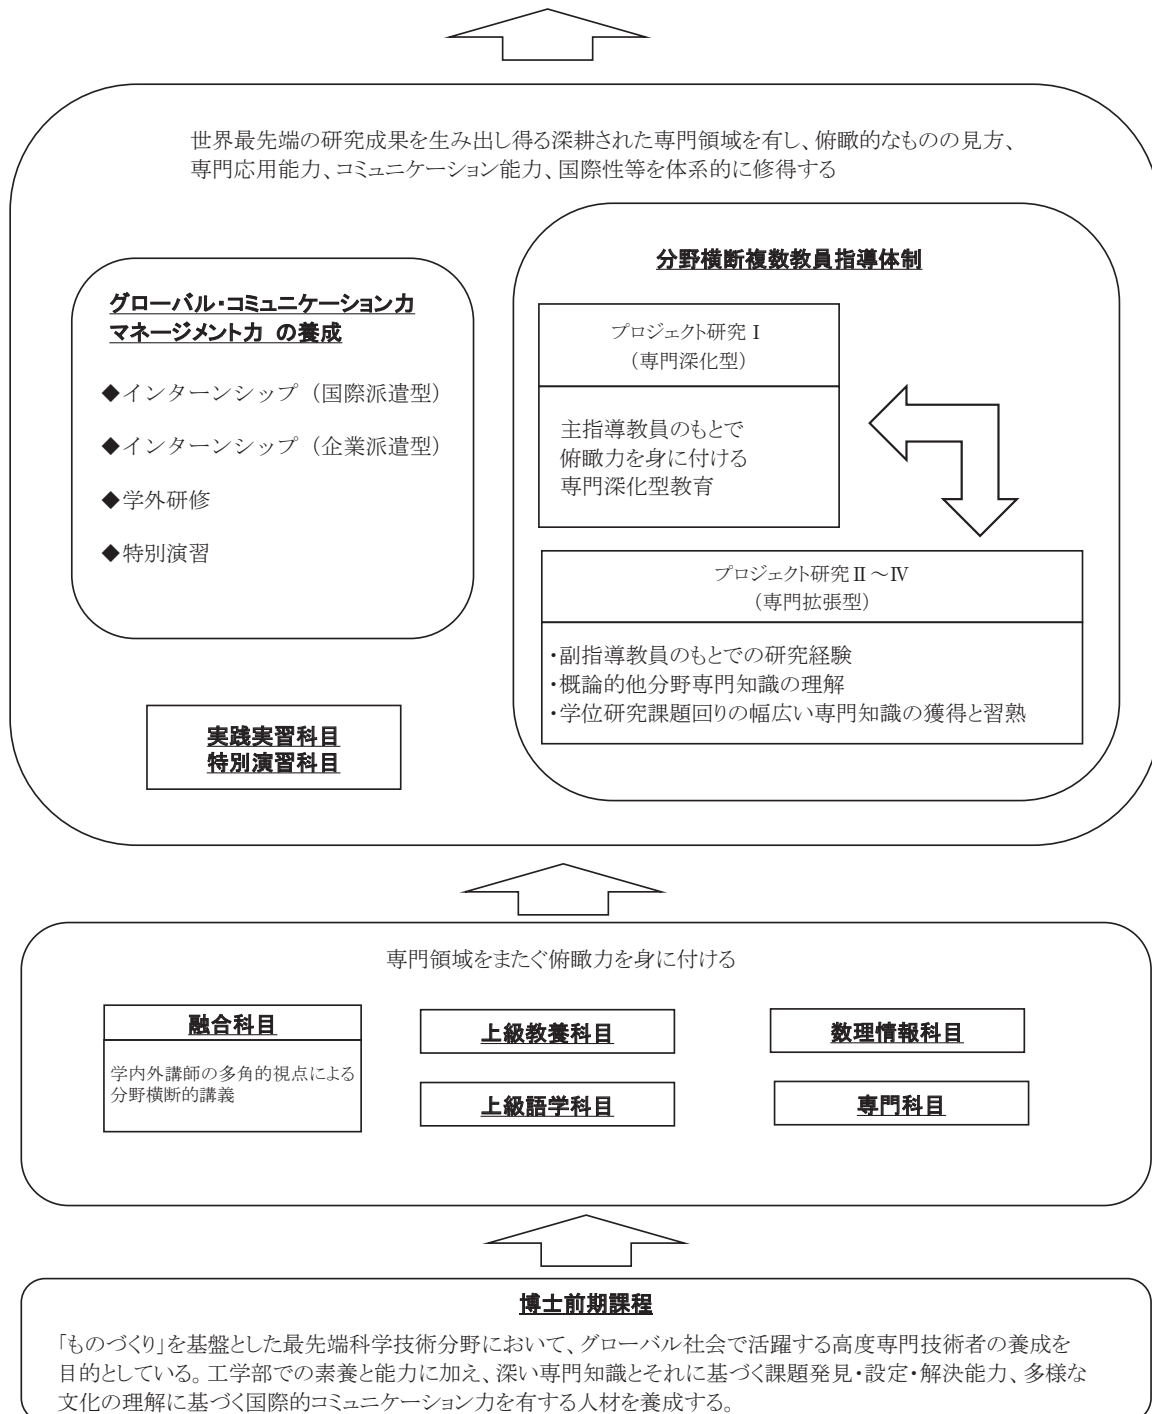 世界最先端の研究成果を生み出し得る深耕された専門領域を有し、俯瞰的なものの見方、
専門応用能力、コミュニケーション能力、国際性等を体系的に修得する
グローバル・コミュニケーション力
マネージメント力 の養成
◆インターンシップ（国際派遣型）
◆インターンシップ（企業派遣型）
◆学外研修
◆特別演習
実践実習科目
特別演習科目
分野横断複数教員指導体制
プロジェクト研究Ⅰ
（専門深化型）
主指導教員のもとで
俯瞰力を身に付ける
専門深化型教育
プロジェクト研究Ⅱ～Ⅳ
（専門拡張型）
・副指導教員のもとでの研究経験
・概論的他分野専門知識の理解
・学位研究課題回りの幅広い専門知識の獲得と習熟
専門領域をまたぐ俯瞰力を身に付ける
融合科目
学内外講師の多角的視点による
分野横断的講義
上級教養科目
上級語学科目
数理情報科目
専門科目
博士前期課程
「ものづくり」を基盤とした最先端科学技術分野において、グローバル社会で活躍する高度専門技術者の養成を
目的としている。工学部での素養と能力に加え、深い専門知識とそれに基づく課題発見・設定・解決能力、多様な
文化の理解に基づく国際的コミュニケーション力を有する人材を養成する。